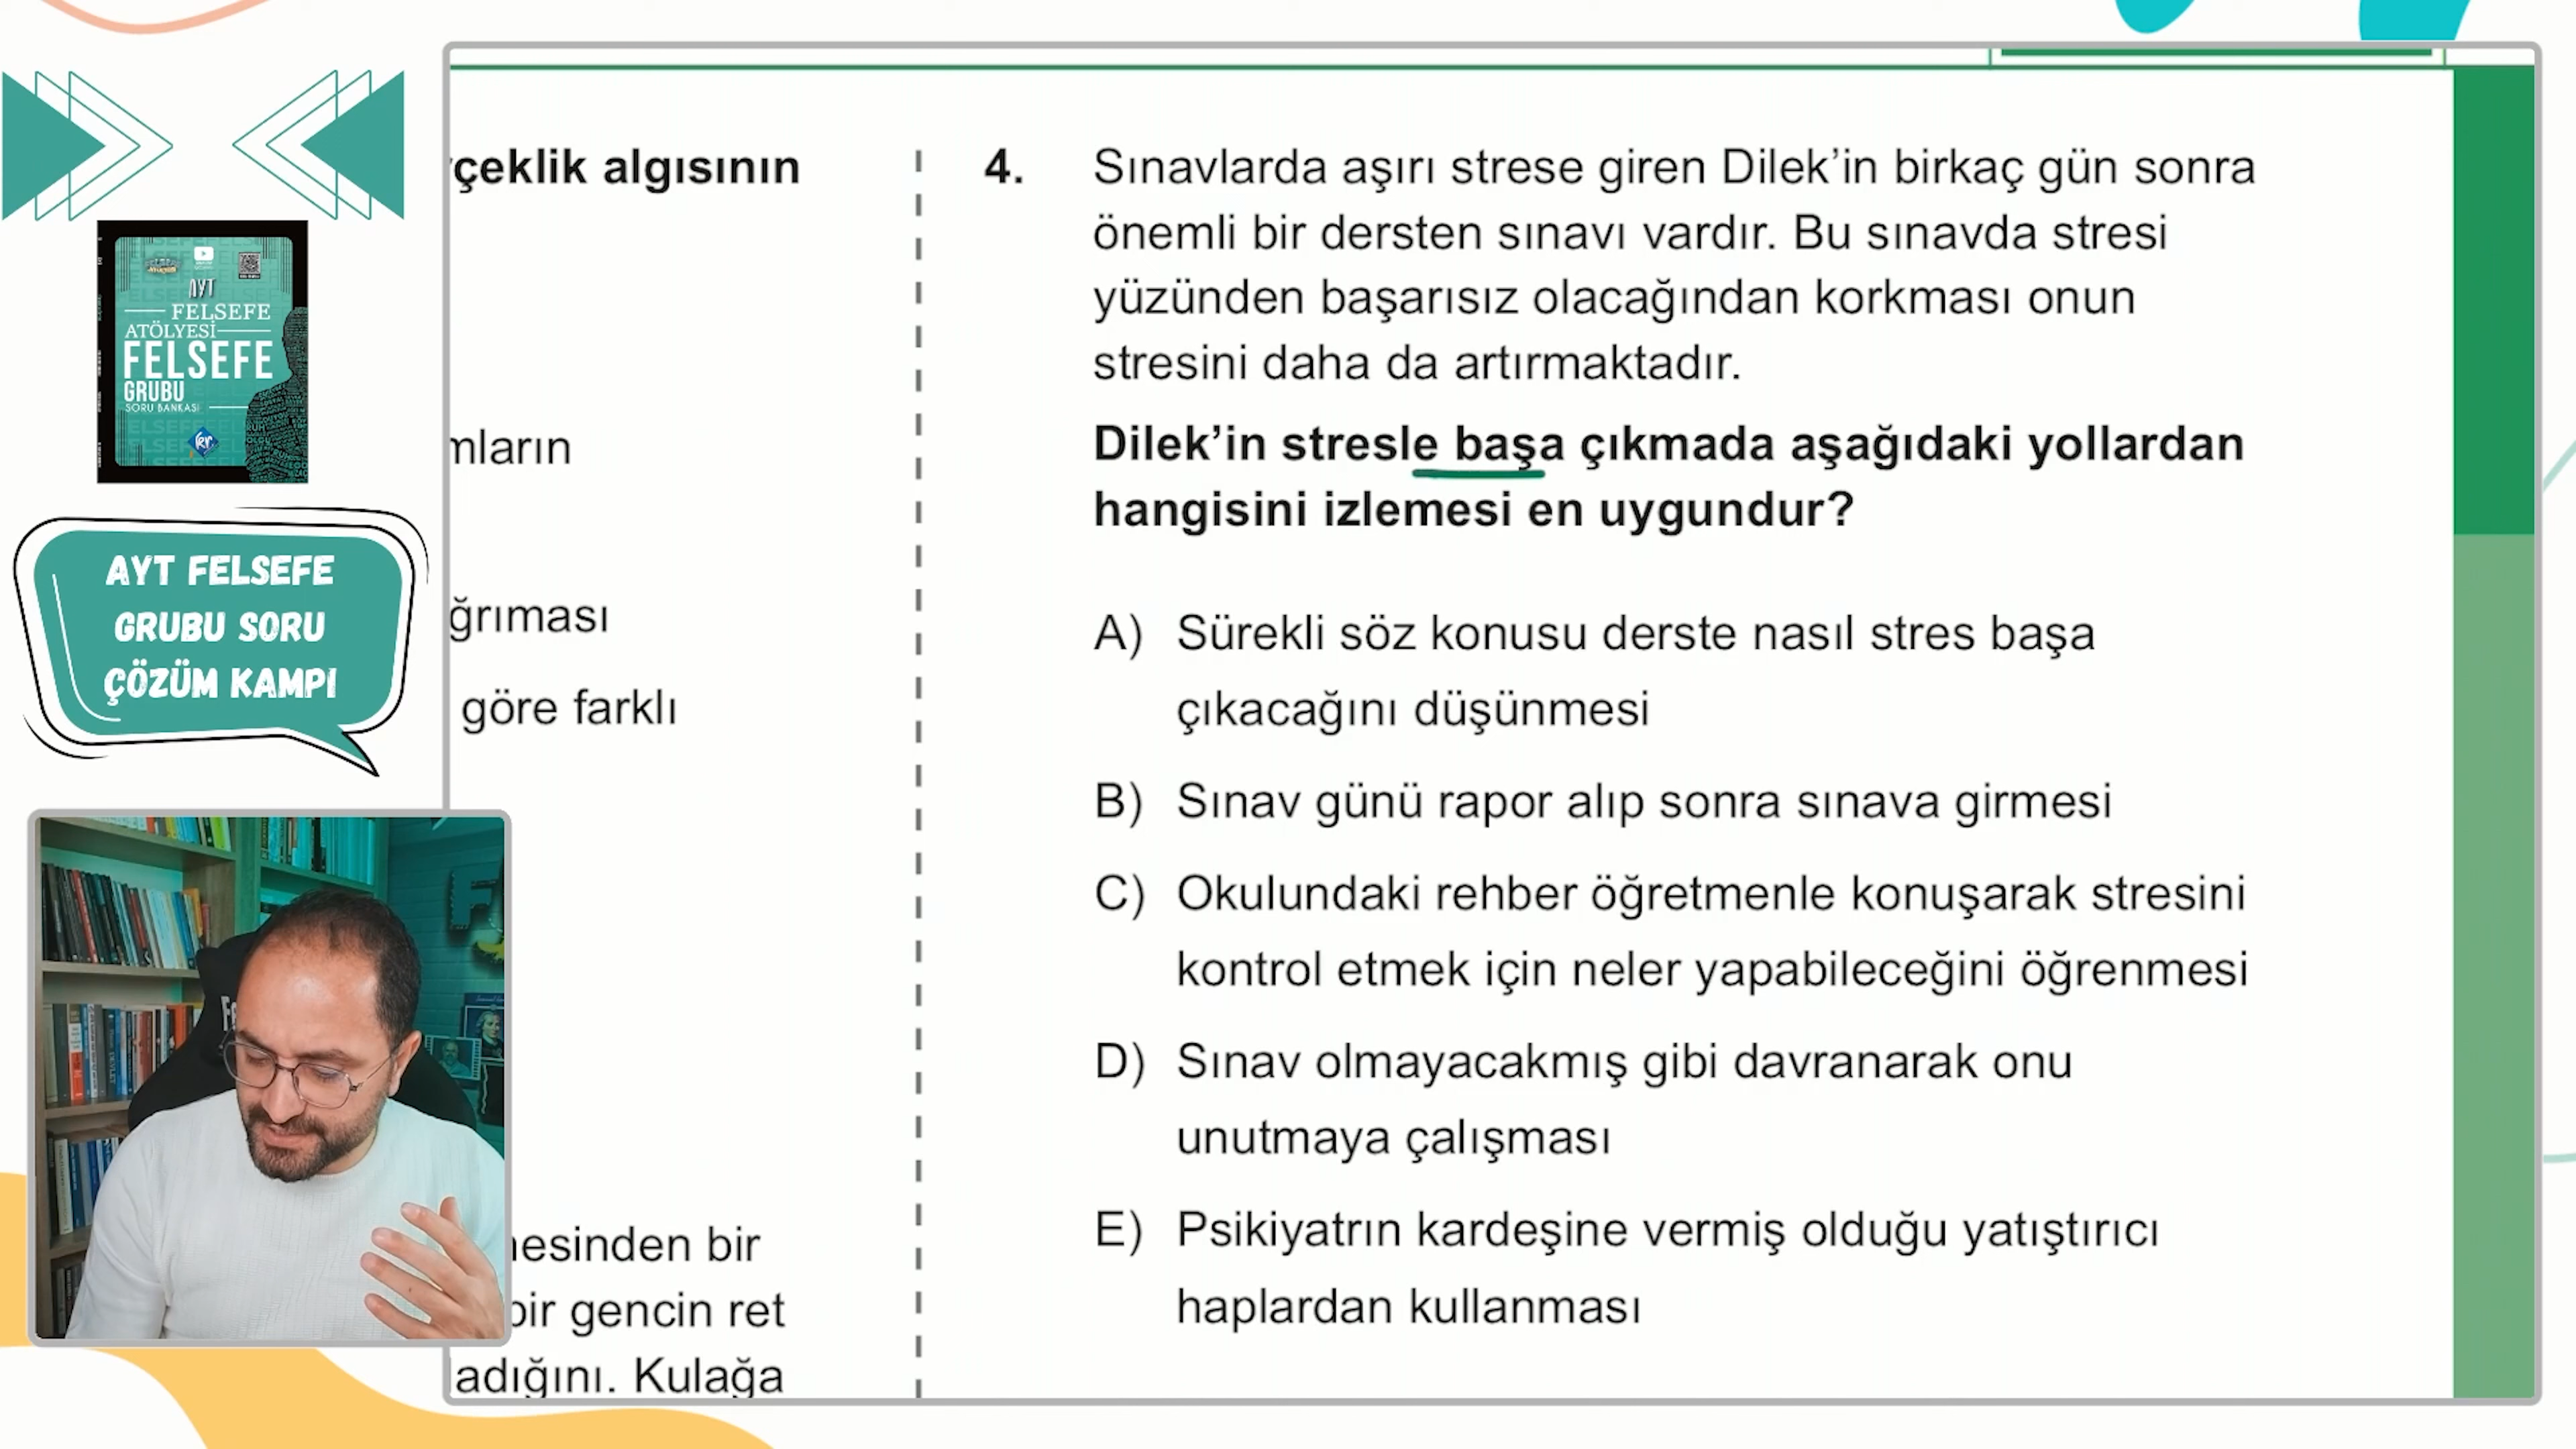 AYT
FELSEFE
ATÖLYESİ
FELSEFE
GRUBU
SORU BANKASI
AYT FELSEFE
GRUBU SORU
ÇÖZÜM KAMPI
çeklik algısının
mların
ğrıması
göre farklı
nesinden bir
bir gencin ret
adığını. Kulağa
4. Sınavlarda aşırı strese giren Dilek’in birkaç gün sonra
önemli bir dersten sınavı vardır. Bu sınavda stresi
yüzünden başarısız olacağından korkması onun
stresini daha da artırmaktadır.
Dilek’in stresle başa çıkmada aşağıdaki yollardan
hangisini izlemesi en uygundur?
A) Sürekli söz konusu derste nasıl stres başa
çıkacağını düşünmesi
B) Sınav günü rapor alıp sonra sınava girmesi
C) Okulundaki rehber öğretmenle konuşarak stresini
kontrol etmek için neler yapabileceğini öğrenmesi
D) Sınav olmayacakmış gibi davranarak onu
unutmaya çalışması
E) Psikiyatrın kardeşine vermiş olduğu yatıştırıcı
haplardan kullanması